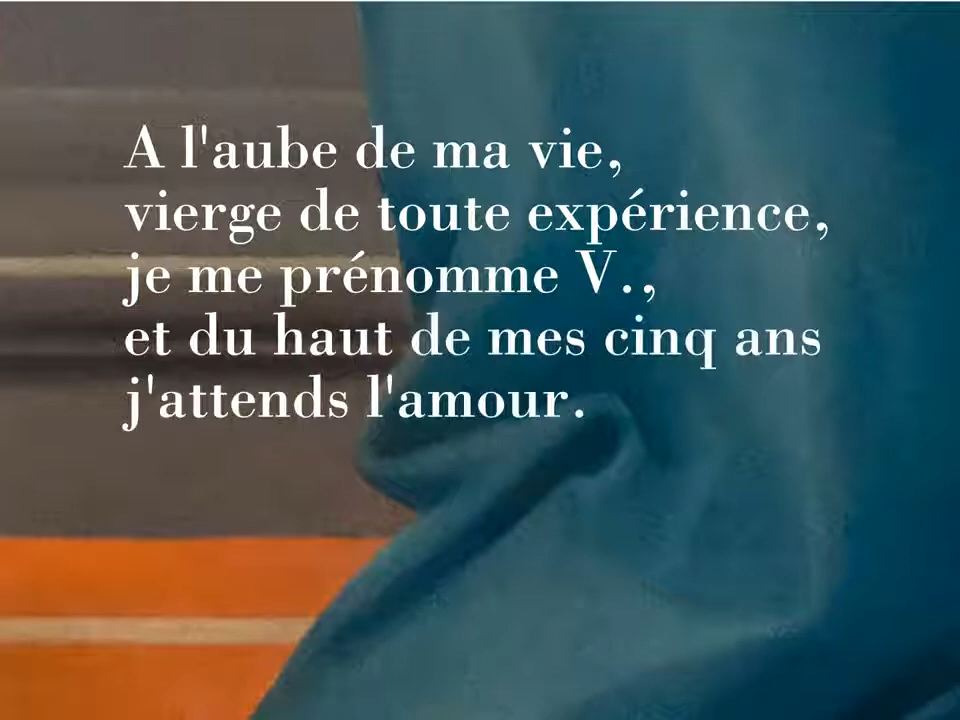 A l'aube de ma vie,
vierge de toute expérience,
je me prénomme V.,
et du haut de mes cinq ans
j'attends l'amour.